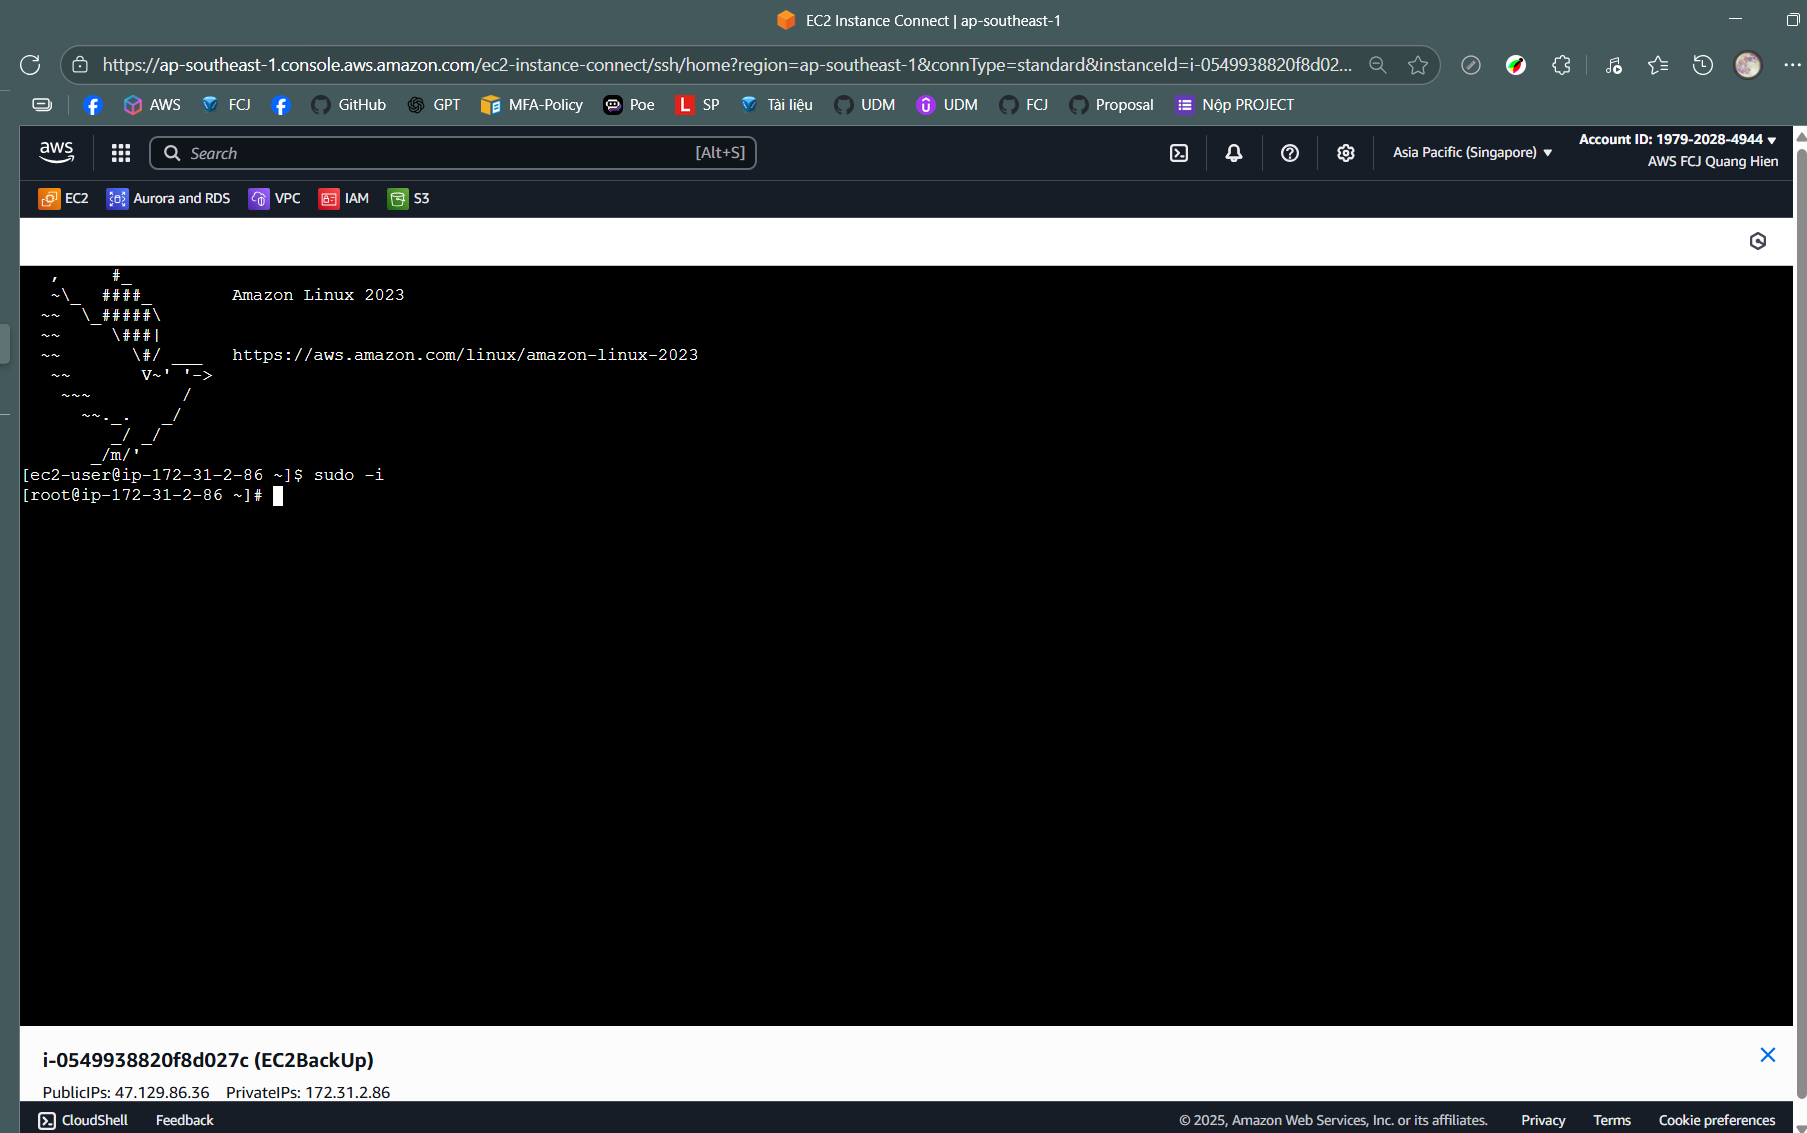 EC2 Instance Connect | ap-southeast-1
https://ap-southeast-1.console.aws.amazon.com/ec2-instance-connect/ssh/home?region=ap-southeast-1&connType=standard&instanceId=i-0549938820f8d02...
AWS FCJ GitHub GPT MFA-Policy Poe L SP Tài liệu UDM UDM FCJ Proposal Nộp PROJECT
aws Search [Alt+S] Asia Pacific (Singapore) Account ID: 1979-2028-4944
AWS FCJ Quang Hien
EC2 Aurora and RDS VPC IAM S3
   ,     #_
   ~\_  ####_        Amazon Linux 2023
  ~~  \_#####\
  ~~     \###|
  ~~       \#/ ___   https://aws.amazon.com/linux/amazon-linux-2023
   ~~       V~' '->
    ~~~         /
      ~~._.   _/
         _/ _/
       _/m/'
[ec2-user@ip-172-31-2-86 ~]$ sudo -i
[root@ip-172-31-2-86 ~]#
i-0549938820f8d027c (EC2BackUp)
PublicIPs: 47.129.86.36 PrivateIPs: 172.31.2.86
CloudShell Feedback © 2025, Amazon Web Services, Inc. or its affiliates. Privacy Terms Cookie preferences